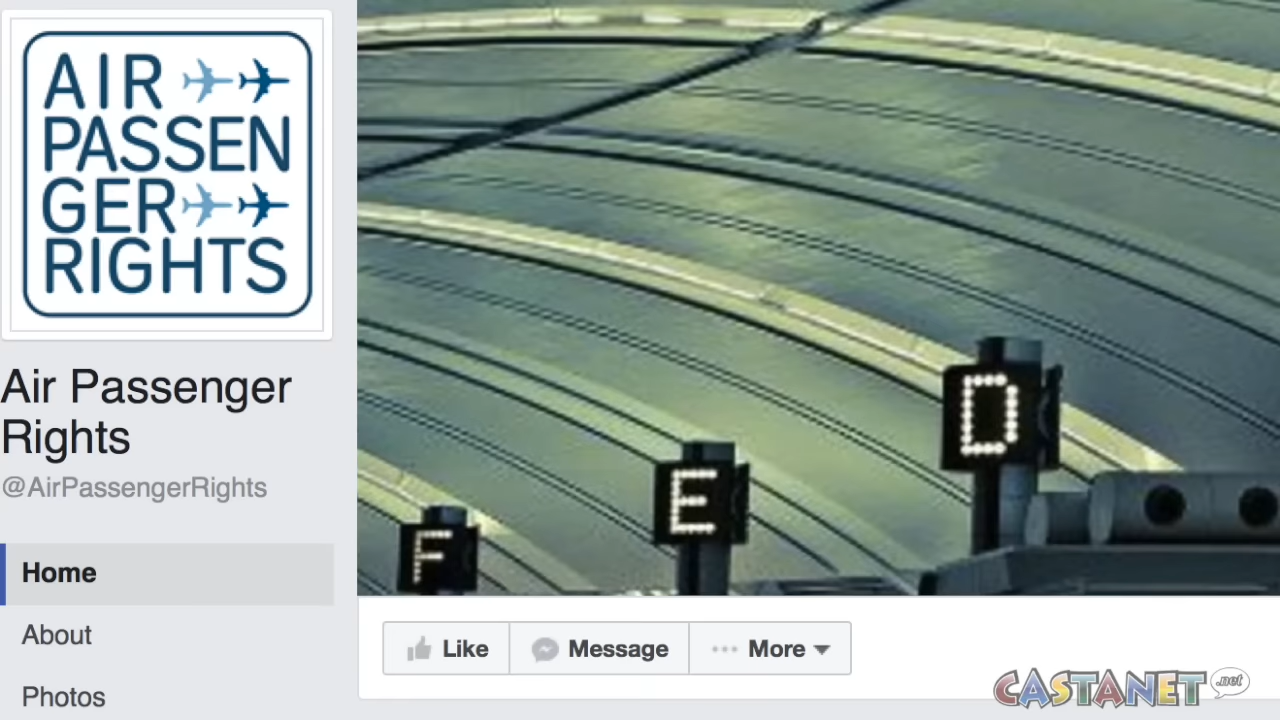 AIR
PASSEN
GER
RIGHTS
Air Passenger
Rights
@AirPassengerRights
Home
About
Photos
F
E
D
Like
Message
More
CASTANET.net